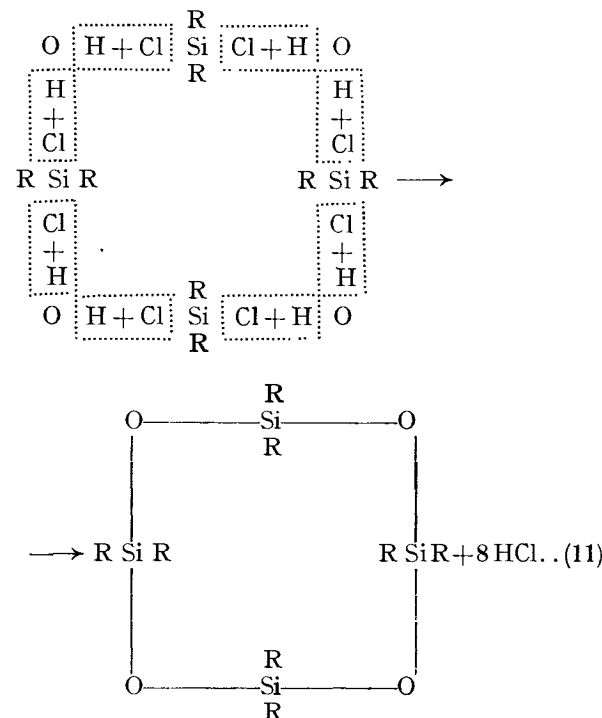 R
O H + Cl Si Cl + H O
R
H H
+ +
Cl Cl
R Si R R Si R ⟶
Cl Cl
+ +
H H
R
O H + Cl Si Cl + H O
R
R
O Si O
R
⟶ R Si R R Si R + 8 HCl . . (11)
R
O Si O
R